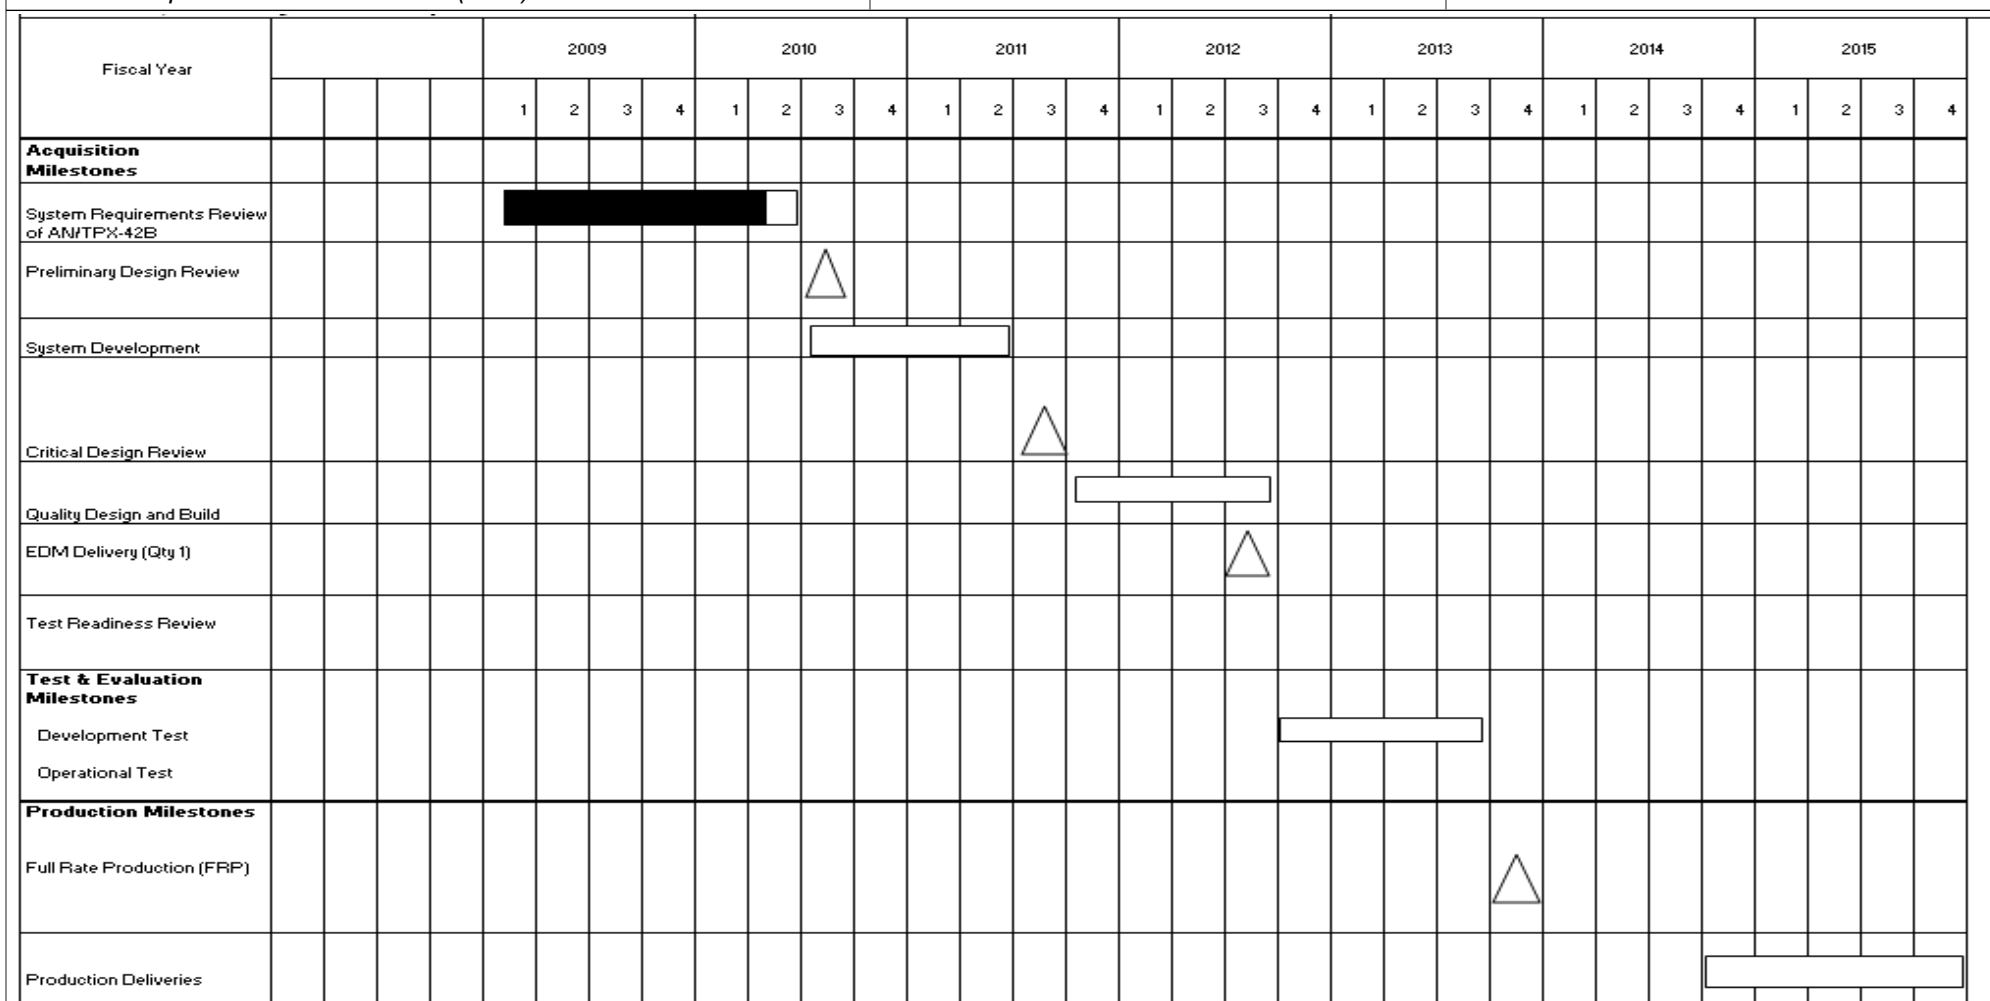 Fiscal Year
2009 2010 2011 2012 2013 2014 2015
1 2 3 4 1 2 3 4 1 2 3 4 1 2 3 4 1 2 3 4 1 2 3 4 1 2 3 4
Acquisition
Milestones
System Requirements Review
of AN/TPX-42B
Preliminary Design Review
System Development
Critical Design Review
Quality Design and Build
EDM Delivery (Qty 1)
Test Readiness Review
Test & Evaluation
Milestones
Development Test
Operational Test
Production Milestones
Full Rate Production (FRP)
Production Deliveries